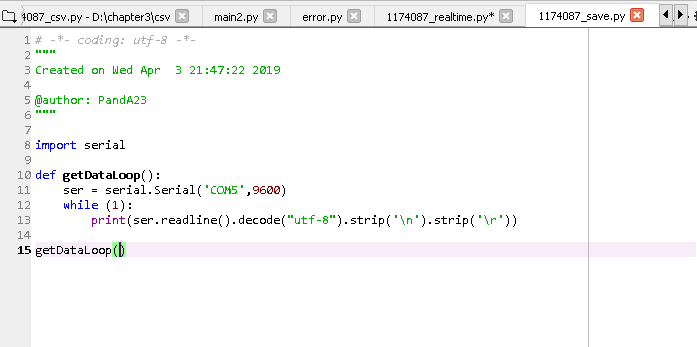 4087_csv.py - D:\chapter3\csv main2.py error.py 1174087_realtime.py* 1174087_save.py
1 # -*- coding: utf-8 -*-
2 """
3 Created on Wed Apr  3 21:47:22 2019
4
5 @author: PandA23
6 """
7
8 import serial
9
10 def getDataLoop():
11     ser = serial.Serial('COM5',9600)
12     while (1):
13         print(ser.readline().decode("utf-8").strip('\n').strip('\r'))
14
15 getDataLoop()